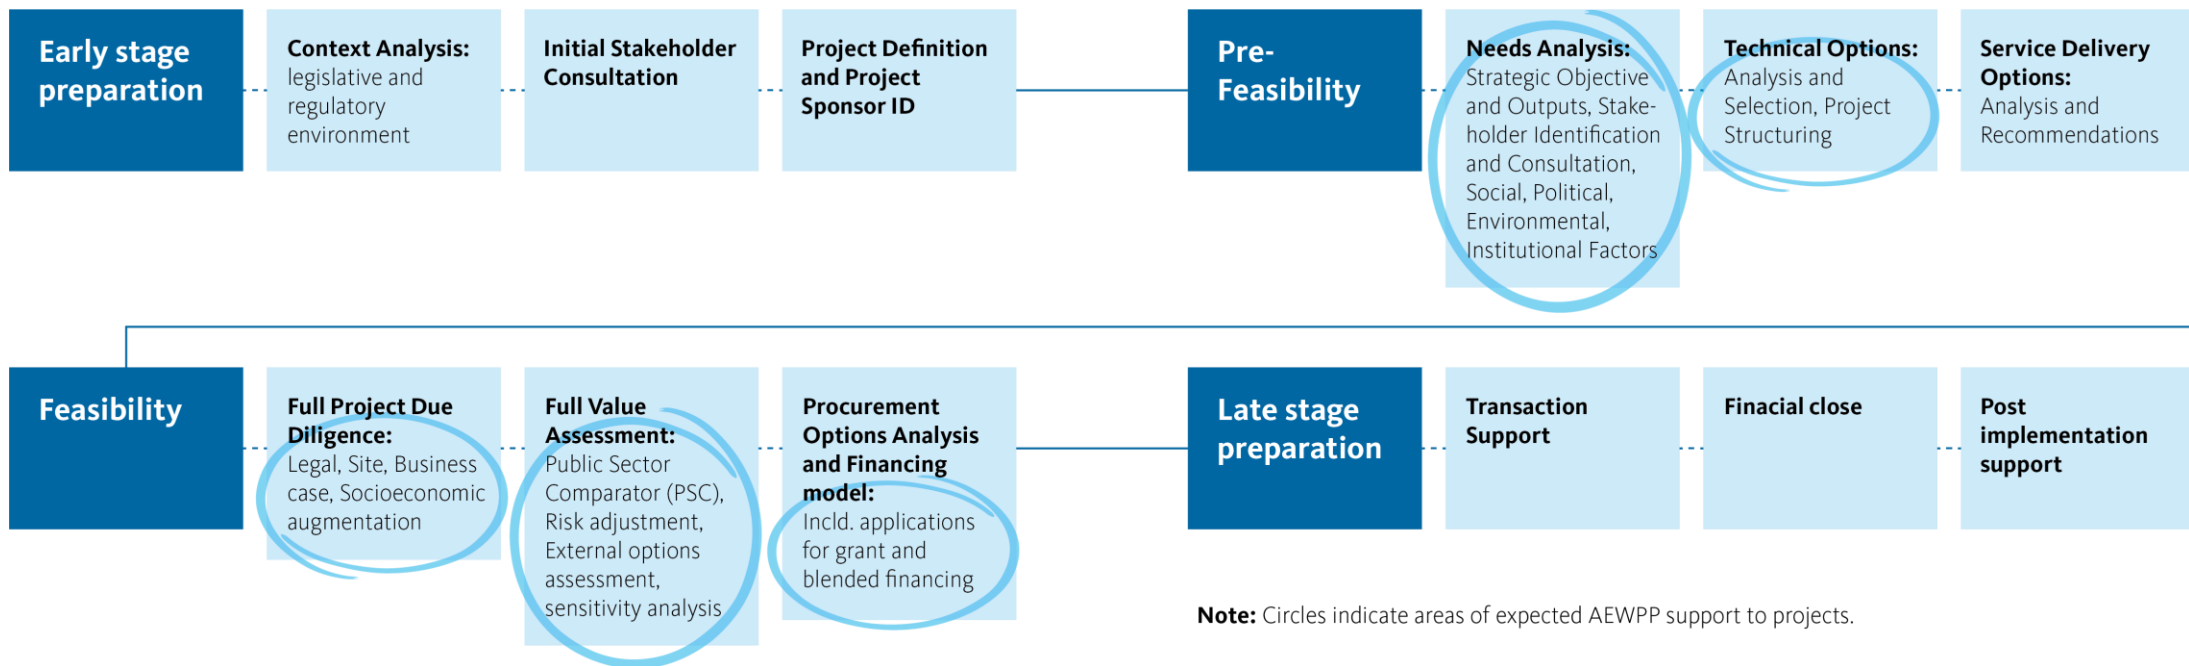 Early stage
preparation
Context Analysis:
legislative and
regulatory
environment
Initial Stakeholder
Consultation
Project Definition
and Project
Sponsor ID
Pre-
Feasibility
Needs Analysis:
Strategic Objective
and Outputs, Stake-
holder Identification
and Consultation,
Social, Political,
Environmental,
Institutional Factors
Technical Options:
Analysis and
Selection, Project
Structuring
Service Delivery
Options:
Analysis and
Recommendations
Feasibility
Full Project Due
Diligence:
Legal, Site, Business
case, Socioeconomic
augmentation
Full Value
Assessment:
Public Sector
Comparator (PSC),
Risk adjustment,
External options
assessment,
sensitivity analysis
Procurement
Options Analysis
and Financing
model:
Incld. applications
for grant and
blended financing
Late stage
preparation
Transaction
Support
Finacial close
Post
implementation
support
Note: Circles indicate areas of expected AEWPP support to projects.